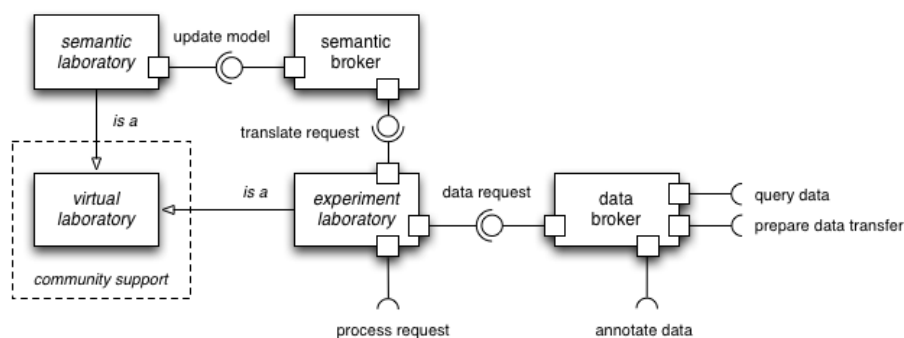 semantic
laboratory
update model
semantic
broker
is a
translate request
virtual
laboratory
is a
experiment
laboratory
data request
data
broker
query data
prepare data transfer
community support
process request
annotate data